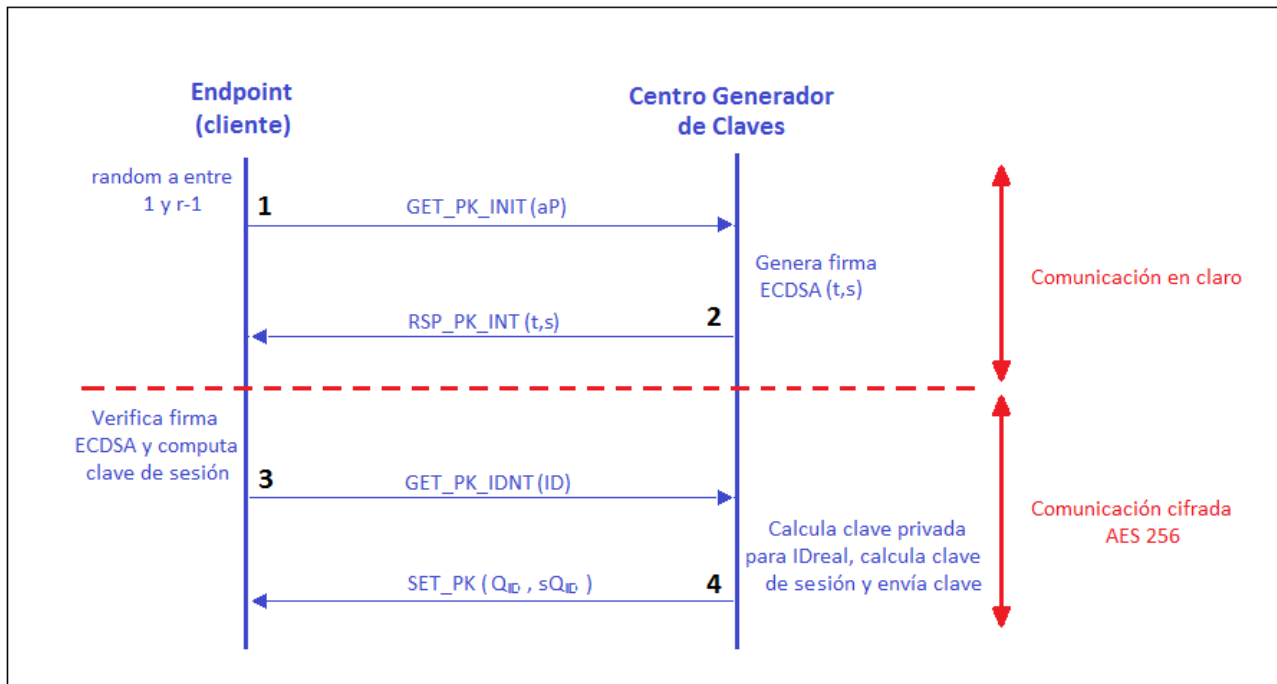 Endpoint
(cliente)
Centro Generador
de Claves
random a entre
1 y r-1
1
GET_PK_INIT (aP)
Genera firma
ECDSA (t,s)
Comunicación en claro
2
RSP_PK_INT (t,s)
Verifica firma
ECDSA y computa
clave de sesión
3
GET_PK_IDNT (ID)
Comunicación cifrada
AES 256
Calcula clave privada
para IDreal, calcula clave
de sesión y envía clave
4
SET_PK ( QID , sQID )